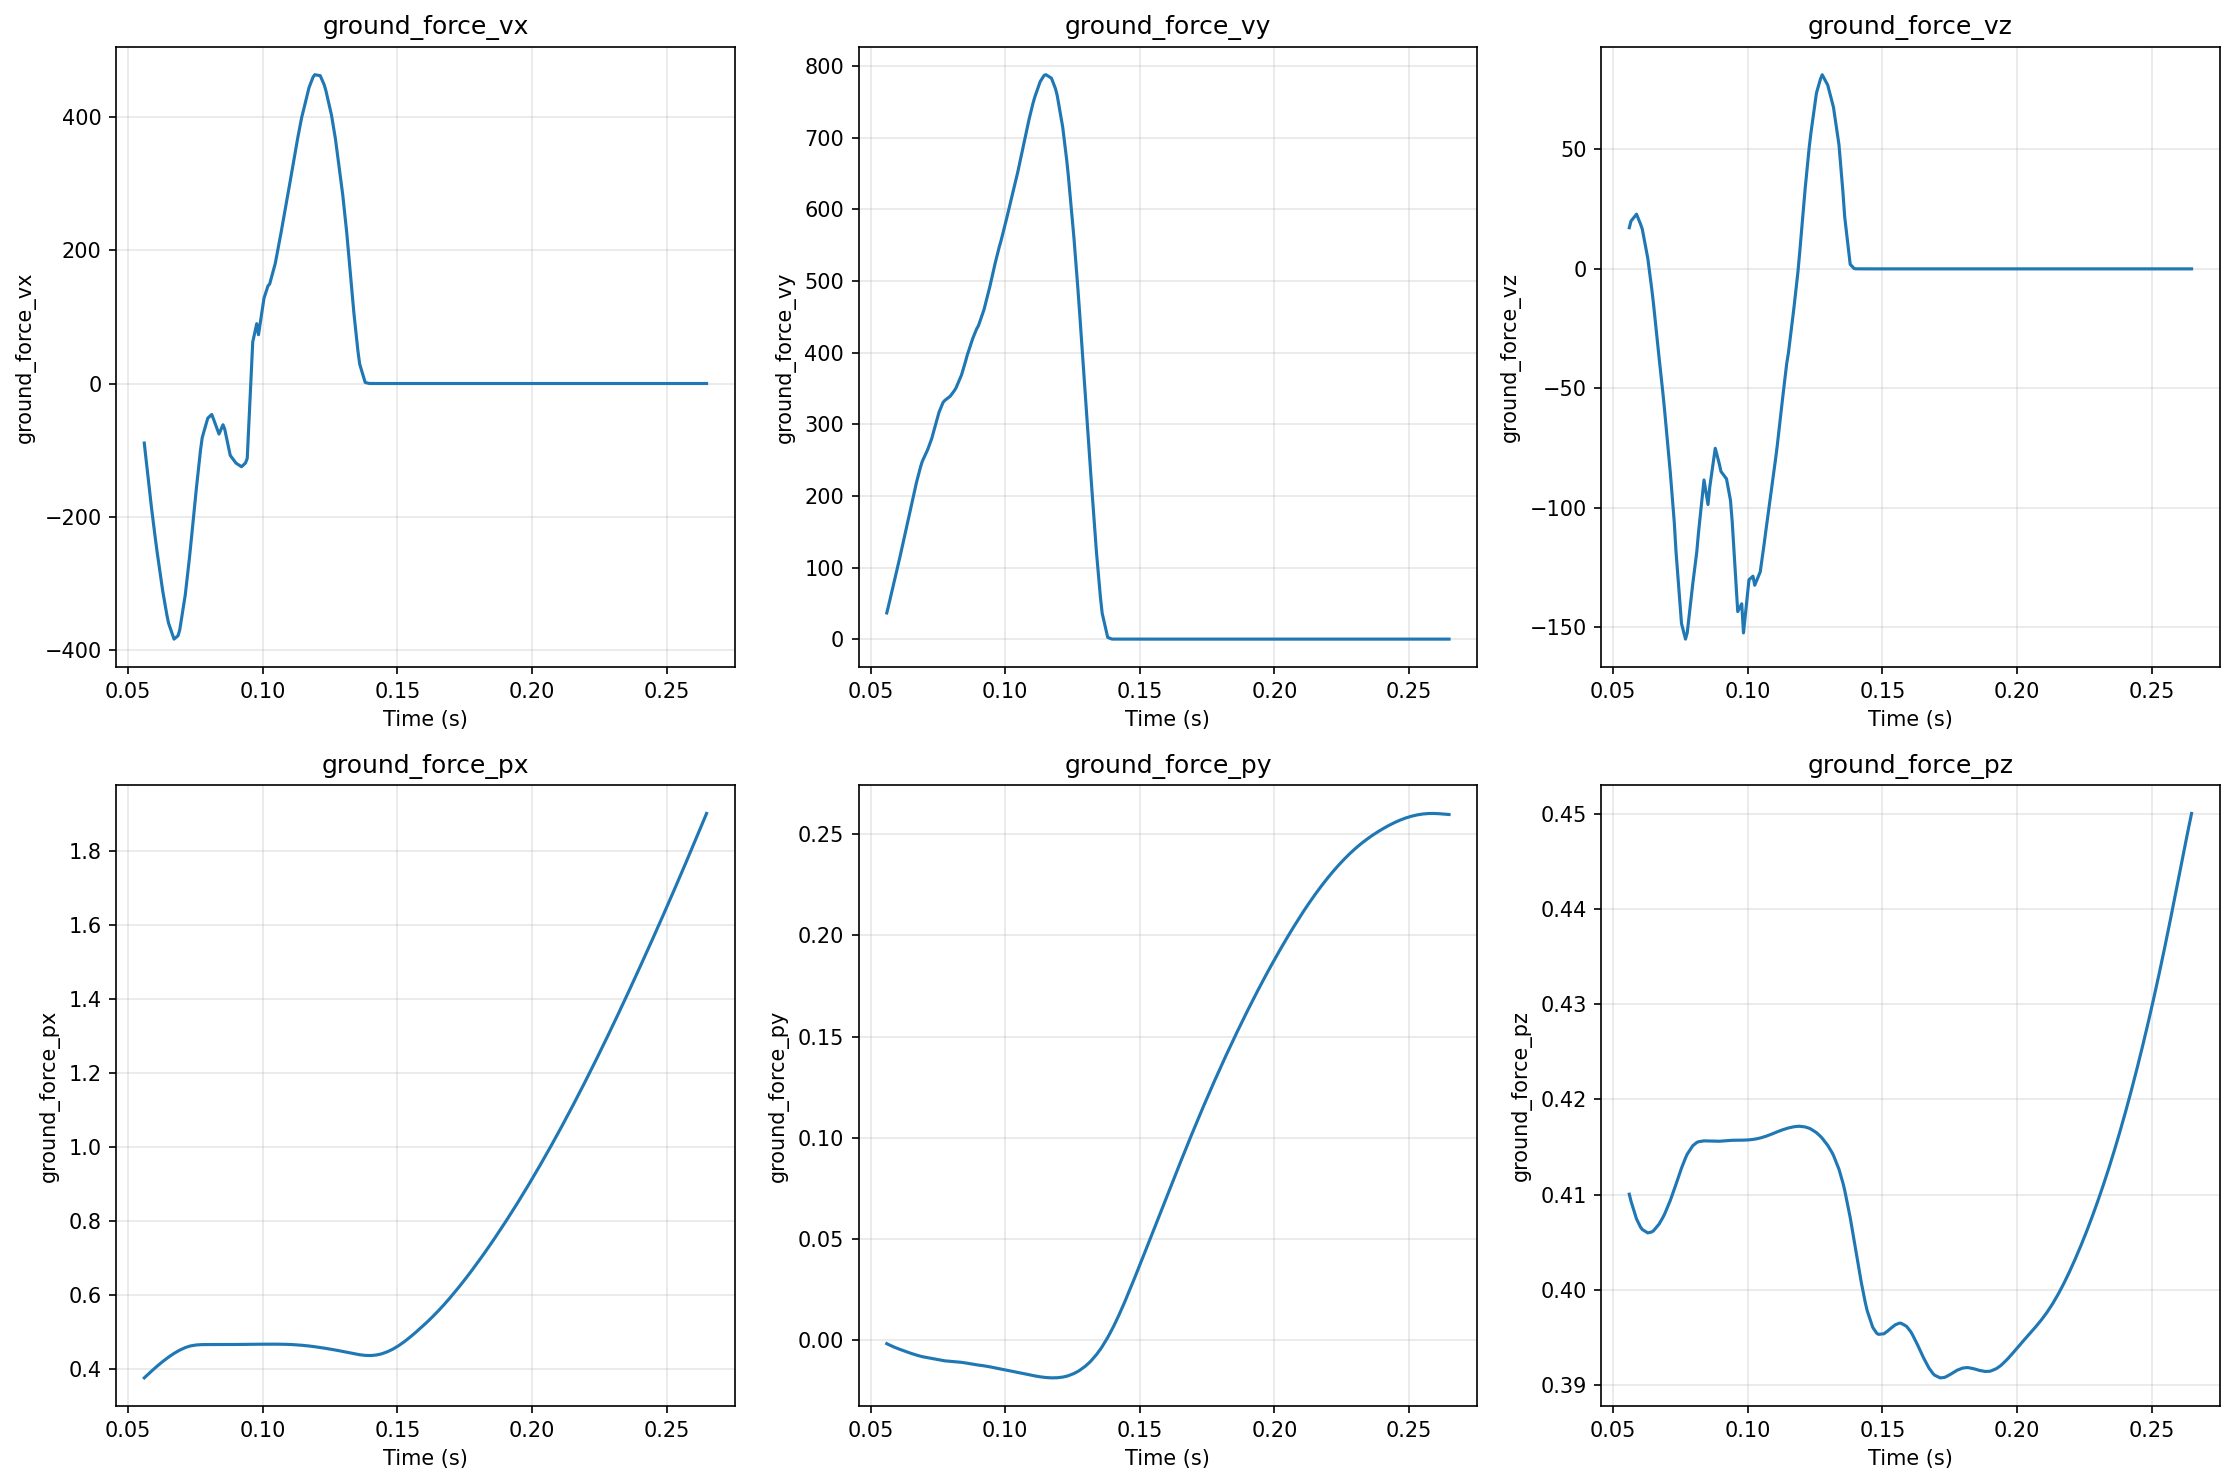 ground_force_vx
400
200
0
−200
−400
ground_force_vx
0.05 0.10 0.15 0.20 0.25
Time (s)
ground_force_vy
800
700
600
500
400
300
200
100
0
ground_force_vy
0.05 0.10 0.15 0.20 0.25
Time (s)
ground_force_vz
50
0
−50
−100
−150
ground_force_vz
0.05 0.10 0.15 0.20 0.25
Time (s)
ground_force_px
1.8
1.6
1.4
1.2
1.0
0.8
0.6
0.4
ground_force_px
0.05 0.10 0.15 0.20 0.25
Time (s)
ground_force_py
0.25
0.20
0.15
0.10
0.05
0.00
ground_force_py
0.05 0.10 0.15 0.20 0.25
Time (s)
ground_force_pz
0.45
0.44
0.43
0.42
0.41
0.40
0.39
ground_force_pz
0.05 0.10 0.15 0.20 0.25
Time (s)